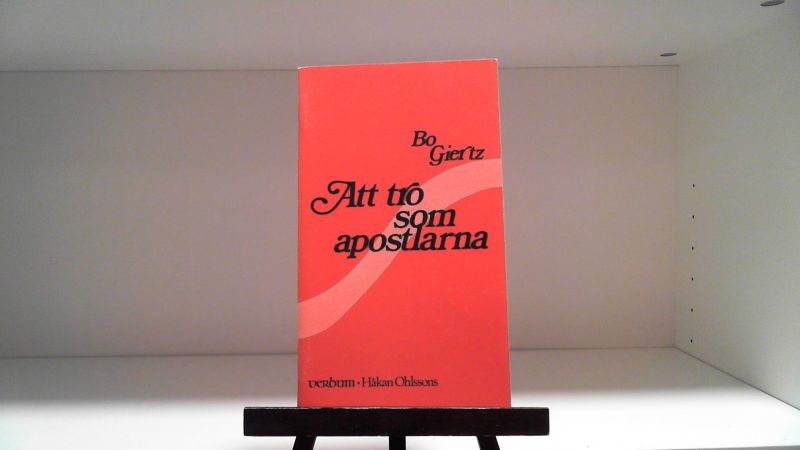 Bo
Giertz
Att tro
som
apostlarna
verbum • Håkan Ohlssons